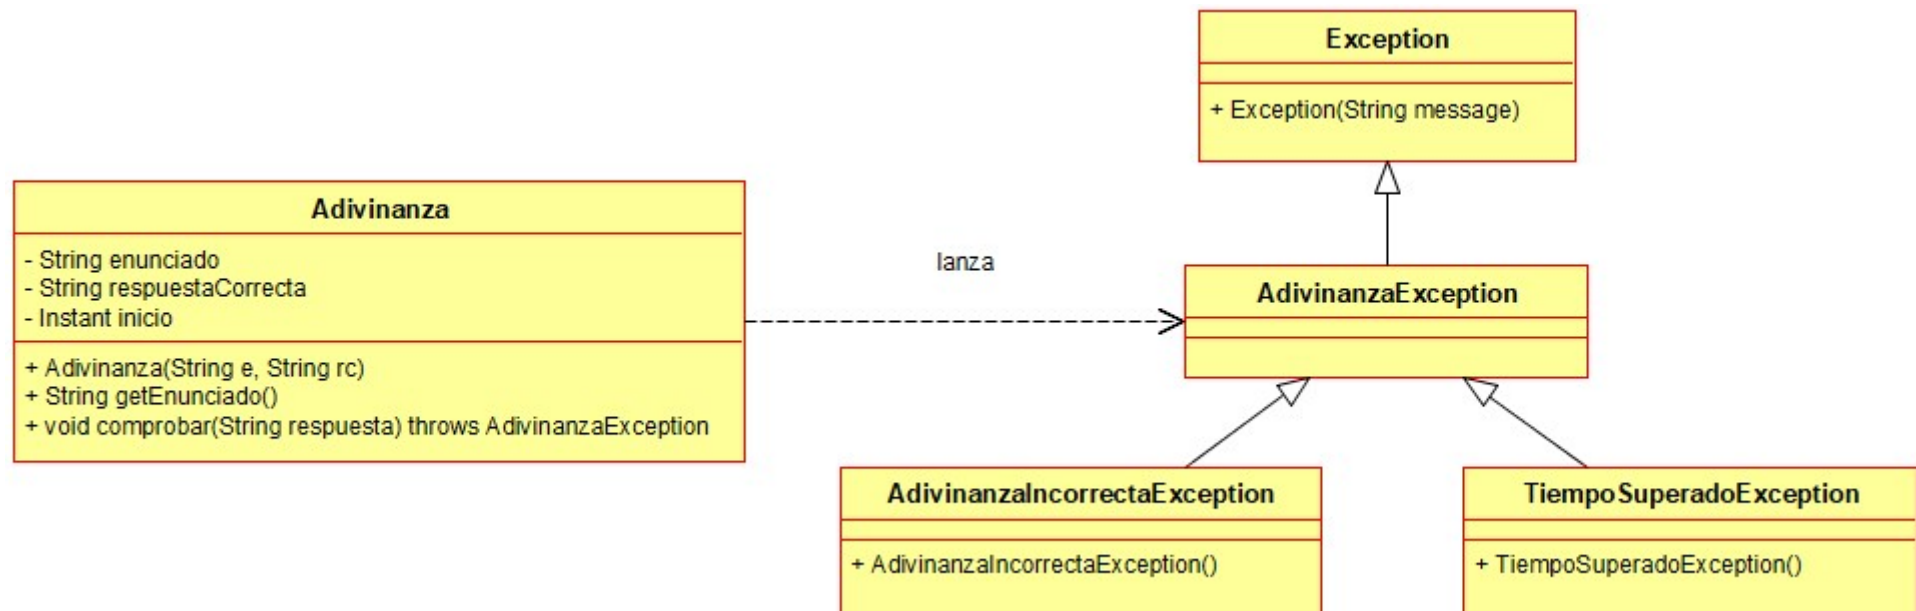 Exception
+ Exception(String message)
Adivinanza
- String enunciado
- String respuestaCorrecta
- Instant inicio
+ Adivinanza(String e, String rc)
+ String getEnunciado()
+ void comprobar(String respuesta) throws AdivinanzaException
lanza
AdivinanzaException
AdivinanzaIncorrectaException
+ AdivinanzaIncorrectaException()
TiempoSuperadoException
+ TiempoSuperadoException()